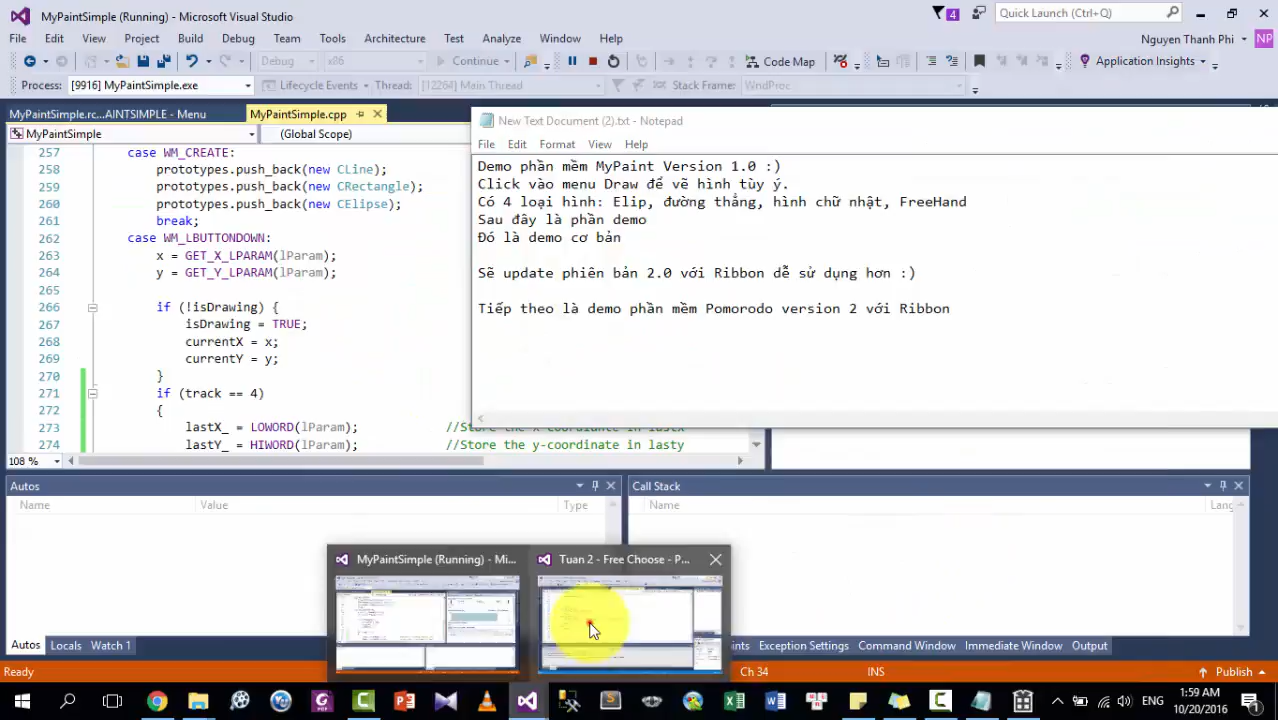 MyPaintSimple (Running) - Microsoft Visual Studio
4
Quick Launch (Ctrl+Q)
File Edit View Project Build Debug Team Tools Architecture Test Analyze Window Help
Nguyen Thanh Phi
NP
Debug x86 Continue Code Map Application Insights
Process: [9916] MyPaintSimple.exe Lifecycle Events Thread: [12264] Main Thread Stack Frame: WndProc
MyPaintSimple.rc...AINTSIMPLE - Menu MyPaintSimple.cpp
MyPaintSimple (Global Scope)
257 case WM_CREATE:
258 prototypes.push_back(new CLine);
259 prototypes.push_back(new CRectangle);
260 prototypes.push_back(new CElipse);
261 break;
262 case WM_LBUTTONDOWN:
263 x = GET_X_LPARAM(lParam);
264 y = GET_Y_LPARAM(lParam);
265
266 if (!isDrawing) {
267 isDrawing = TRUE;
268 currentX = x;
269 currentY = y;
270 }
271 if (track == 4)
272 {
273 lastX_ = LOWORD(lParam); //Store the x-coordiante in lastx
274 lastY_ = HIWORD(lParam); //Store the y-coordinate in lasty
108 %
New Text Document (2).txt - Notepad
File Edit Format View Help
Demo phần mềm MyPaint Version 1.0 :)
Click vào menu Draw để vẽ hình tùy ý.
Có 4 loại hình: Elip, đường thẳng, hình chữ nhật, FreeHand
Sau đây là phần demo
Đó là demo cơ bản
Sẽ update phiên bản 2.0 với Ribbon dễ sử dụng hơn :)
Tiếp theo là demo phần mềm Pomorodo version 2 với Ribbon
Autos
Name Value Type
Call Stack
Name Lang
MyPaintSimple (Running) - Mi...
Tuan 2 - Free Choose - P...
Autos Locals Watch 1
Exception Settings Command Window Immediate Window Output
Ready Ch 34 INS Publish
ENG
1:59 AM
10/20/2016
1